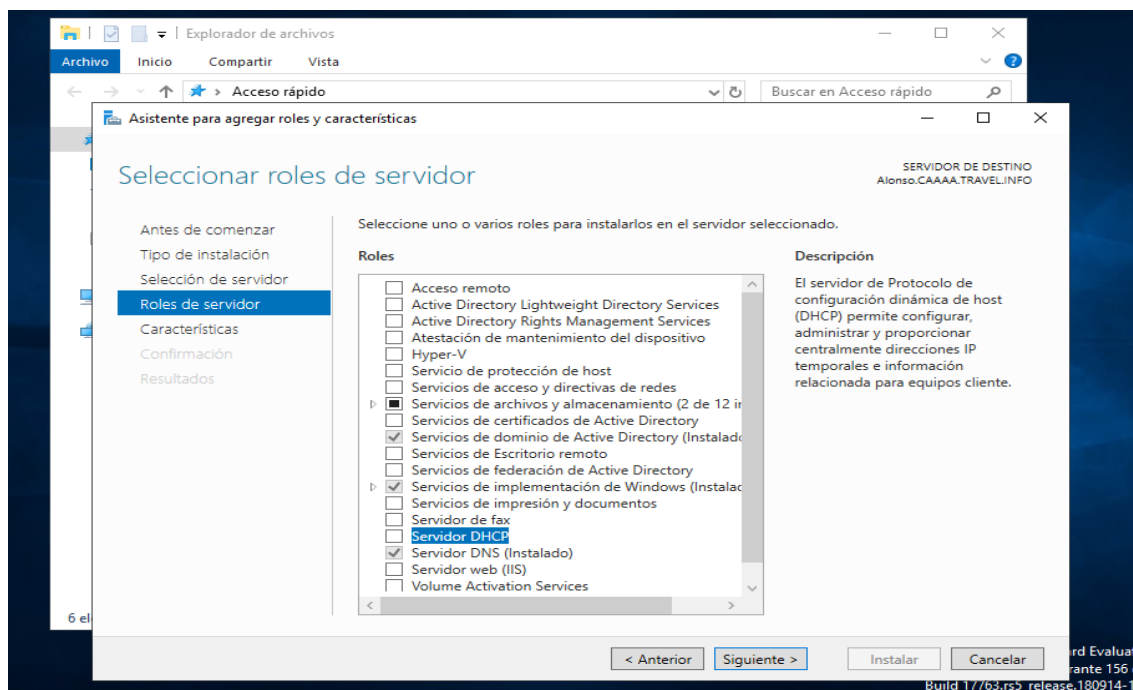 Explorador de archivos
Archivo Inicio Compartir Vista
Acceso rápido Buscar en Acceso rápido
Asistente para agregar roles y características
Seleccionar roles de servidor
SERVIDOR DE DESTINO
Alonso.CAAAA.TRAVEL.INFO
Antes de comenzar
Tipo de instalación
Selección de servidor
Roles de servidor
Características
Confirmación
Resultados
Seleccione uno o varios roles para instalarlos en el servidor seleccionado.
Roles
Acceso remoto
Active Directory Lightweight Directory Services
Active Directory Rights Management Services
Atestación de mantenimiento del dispositivo
Hyper-V
Servicio de protección de host
Servicios de acceso y directivas de redes
Servicios de archivos y almacenamiento (2 de 12 in
Servicios de certificados de Active Directory
Servicios de dominio de Active Directory (Instalado
Servicios de Escritorio remoto
Servicios de federación de Active Directory
Servicios de implementación de Windows (Instalac
Servicios de impresión y documentos
Servidor de fax
Servidor DHCP
Servidor DNS (Instalado)
Servidor web (IIS)
Volume Activation Services
Descripción
El servidor de Protocolo de
configuración dinámica de host
(DHCP) permite configurar,
administrar y proporcionar
centralmente direcciones IP
temporales e información
relacionada para equipos cliente.
6 el
< Anterior Siguiente > Instalar Cancelar
rd Evaluat
rante 156
Build 17763.rs5_release.180914-1